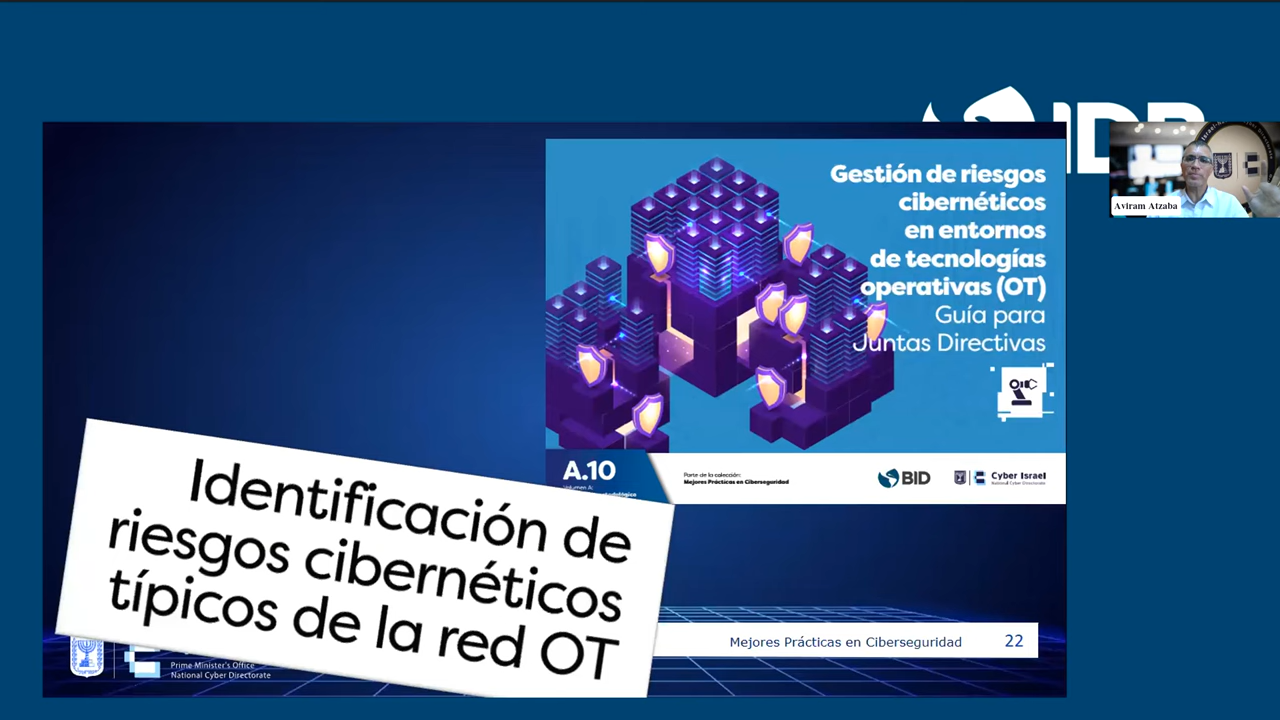 IDB
Aviram Atzaba
Gestión de riesgos
cibernéticos
en entornos
de tecnologías
operativas (OT)
Guía para
Juntas Directivas
A.10
Volumen A:
Parte de la colección:
Mejores Prácticas en Ciberseguridad
BID
Cyber Israel
National Cyber Directorate
Identificación de
riesgos cibernéticos
típicos de la red OT
Mejores Prácticas en Ciberseguridad 22
Prime Minister's Office
National Cyber Directorate